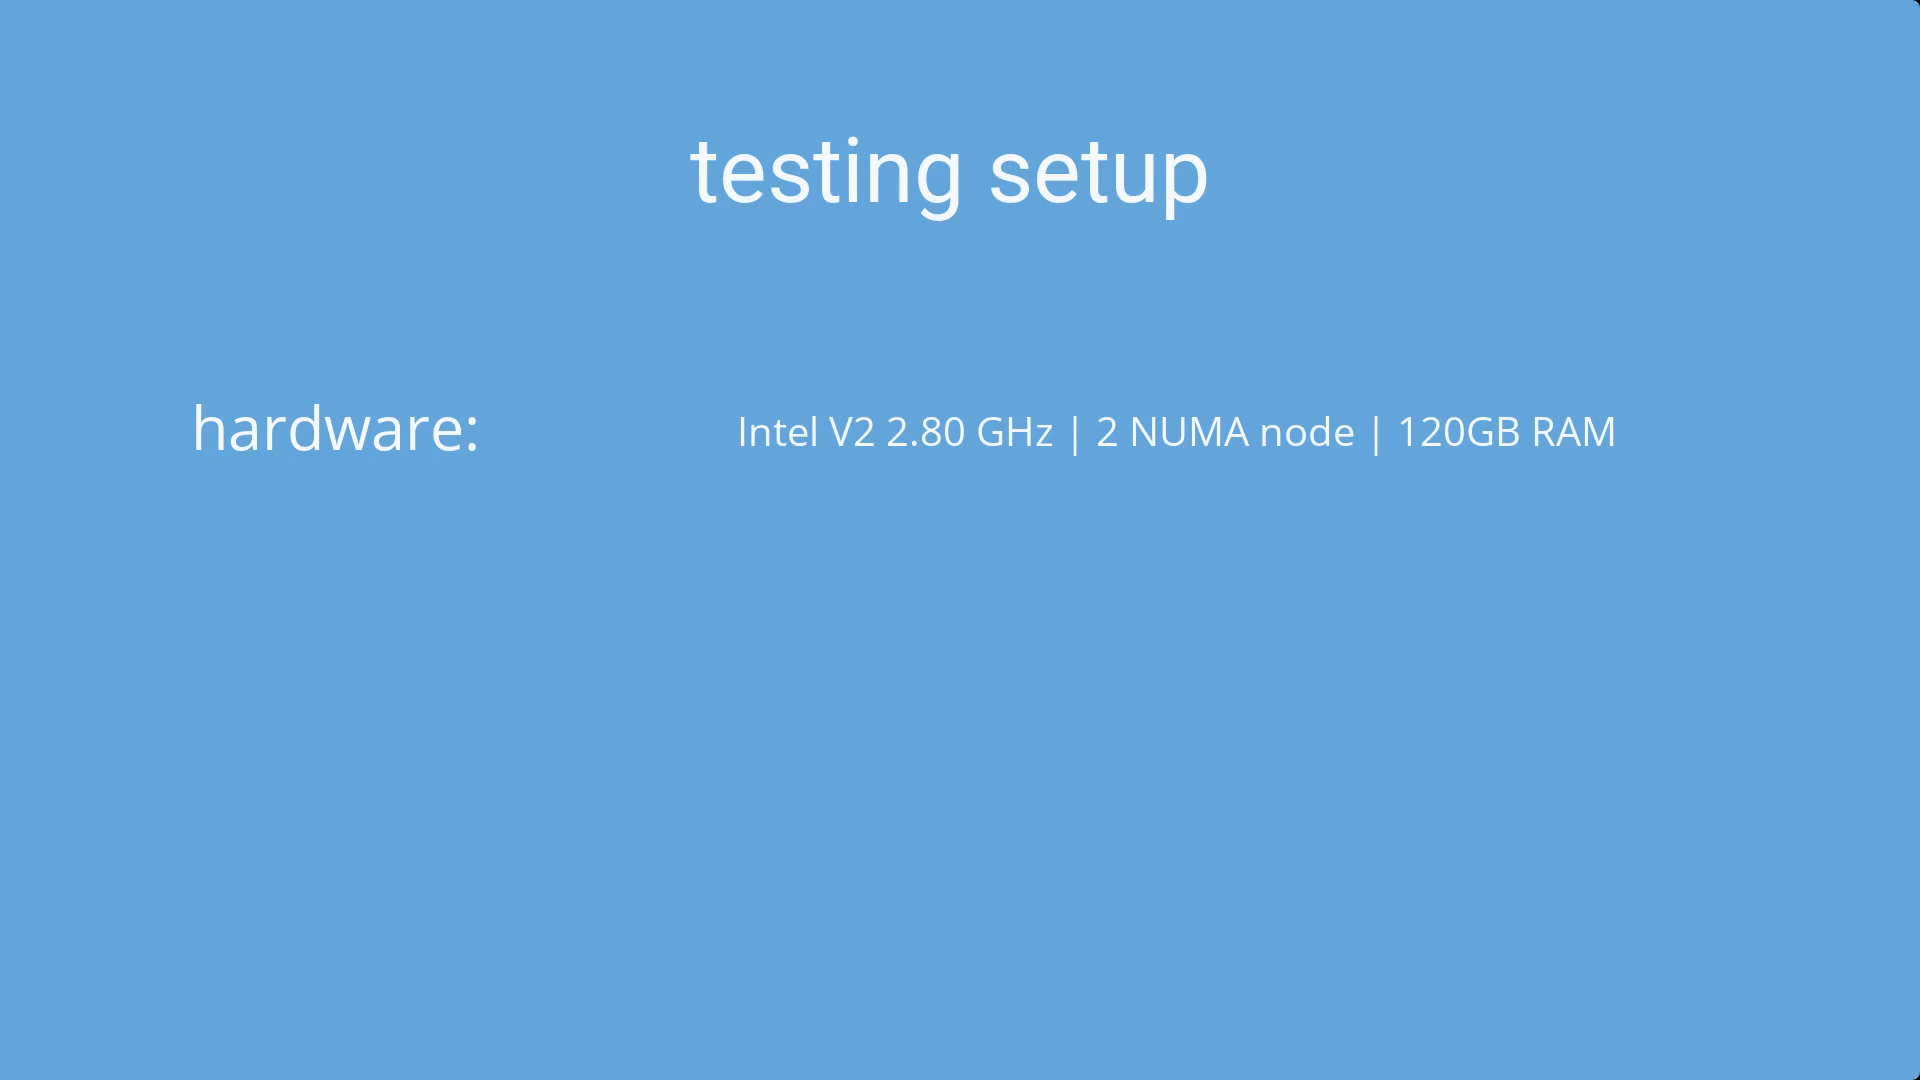 testing setup
hardware: Intel V2 2.80 GHz | 2 NUMA node | 120GB RAM